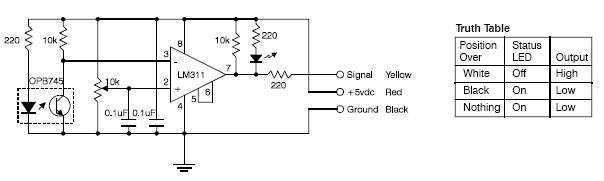 220
10k
OPB745
10k
0.1uF
0.1uF
8
3
-
LM311
2
+
4
5
6
7
10k
220
220
Signal Yellow
+5vdc Red
Ground Black
Truth Table
Position Over Status LED Output
White Off High
Black On Low
Nothing On Low